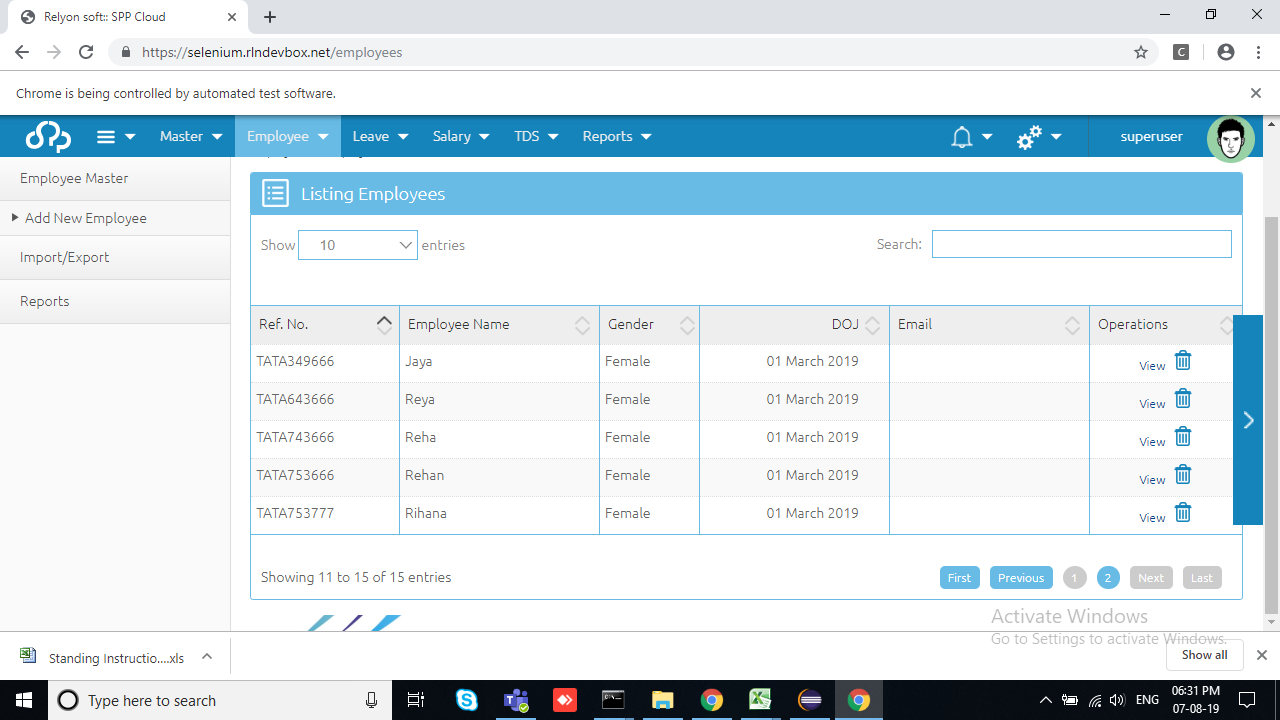 Relyon soft:: SPP Cloud
https://selenium.rlndevbox.net/employees
C
Chrome is being controlled by automated test software.
Master Employee Leave Salary TDS Reports superuser
Employee Master
Add New Employee
Import/Export
Reports
Listing Employees
Show 10 entries Search:
Ref. No. Employee Name Gender DOJ Email Operations
TATA349666 Jaya Female 01 March 2019 View
TATA643666 Reya Female 01 March 2019 View
TATA743666 Reha Female 01 March 2019 View
TATA753666 Rehan Female 01 March 2019 View
TATA753777 Rihana Female 01 March 2019 View
Showing 11 to 15 of 15 entries First Previous 1 2 Next Last
Activate Windows
Go to Settings to activate Windows.
Standing Instructio....xls Show all
Type here to search ENG 06:31 PM
07-08-19